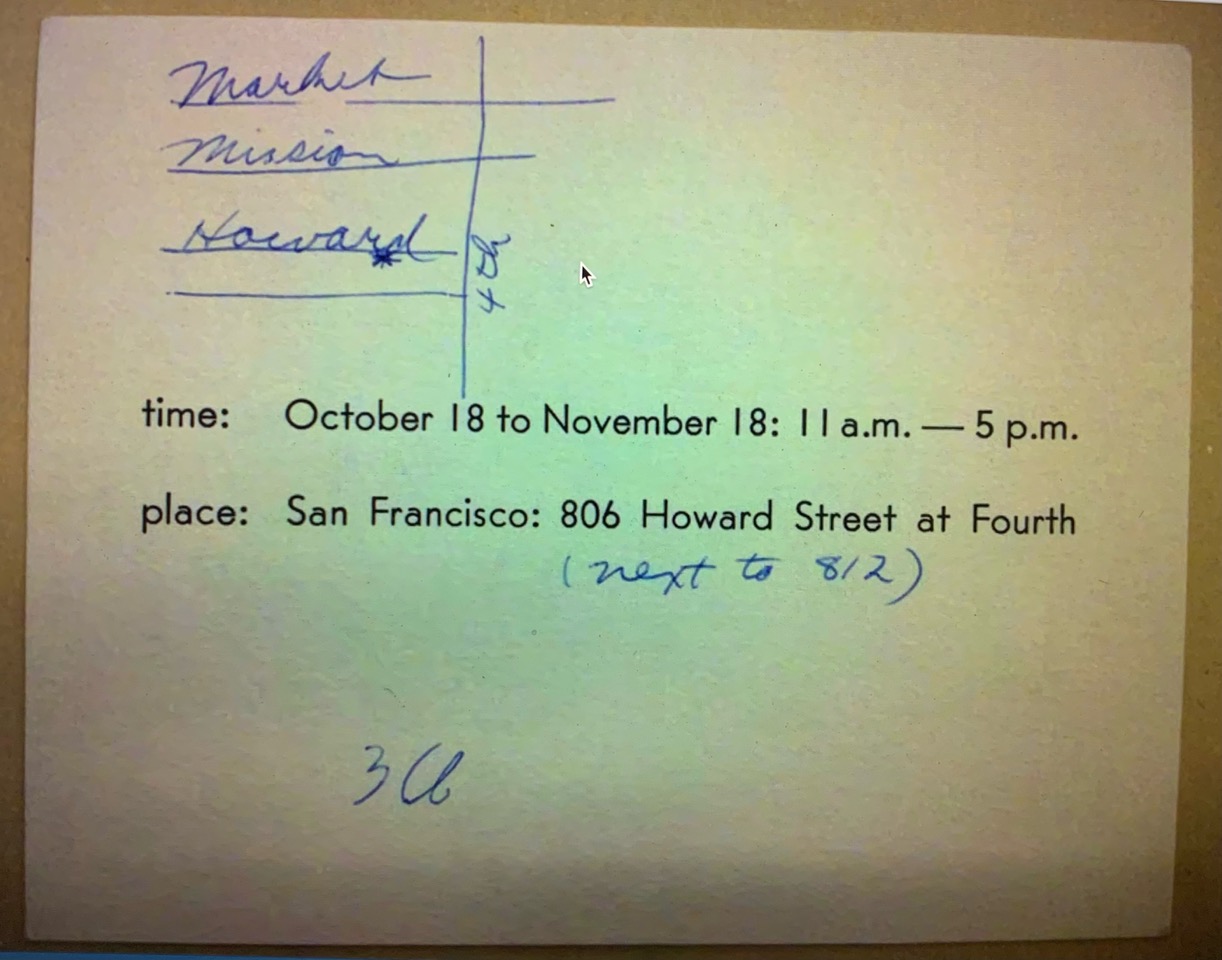 Market
Mission
Howard
4th
time: October 18 to November 18: 11 a.m. — 5 p.m.
place: San Francisco: 806 Howard Street at Fourth
(next to 812)